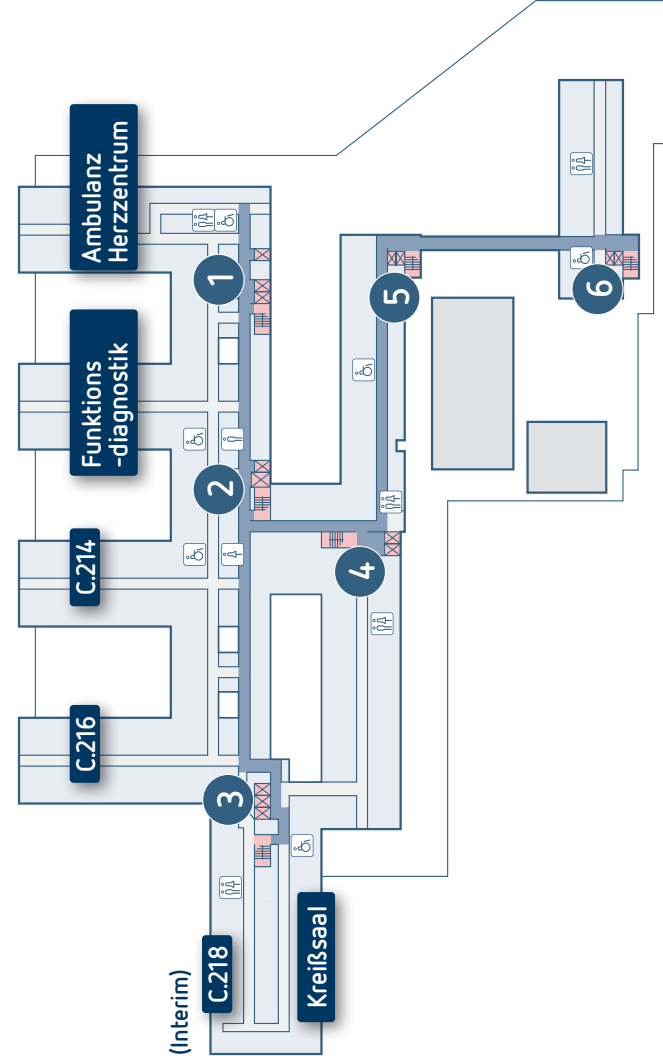 Ambulanz
Herzzentrum
Funktions
-diagnostik
C.214
C.216
(Interim)
C.218
Kreißsaal
1
2
3
4
5
6